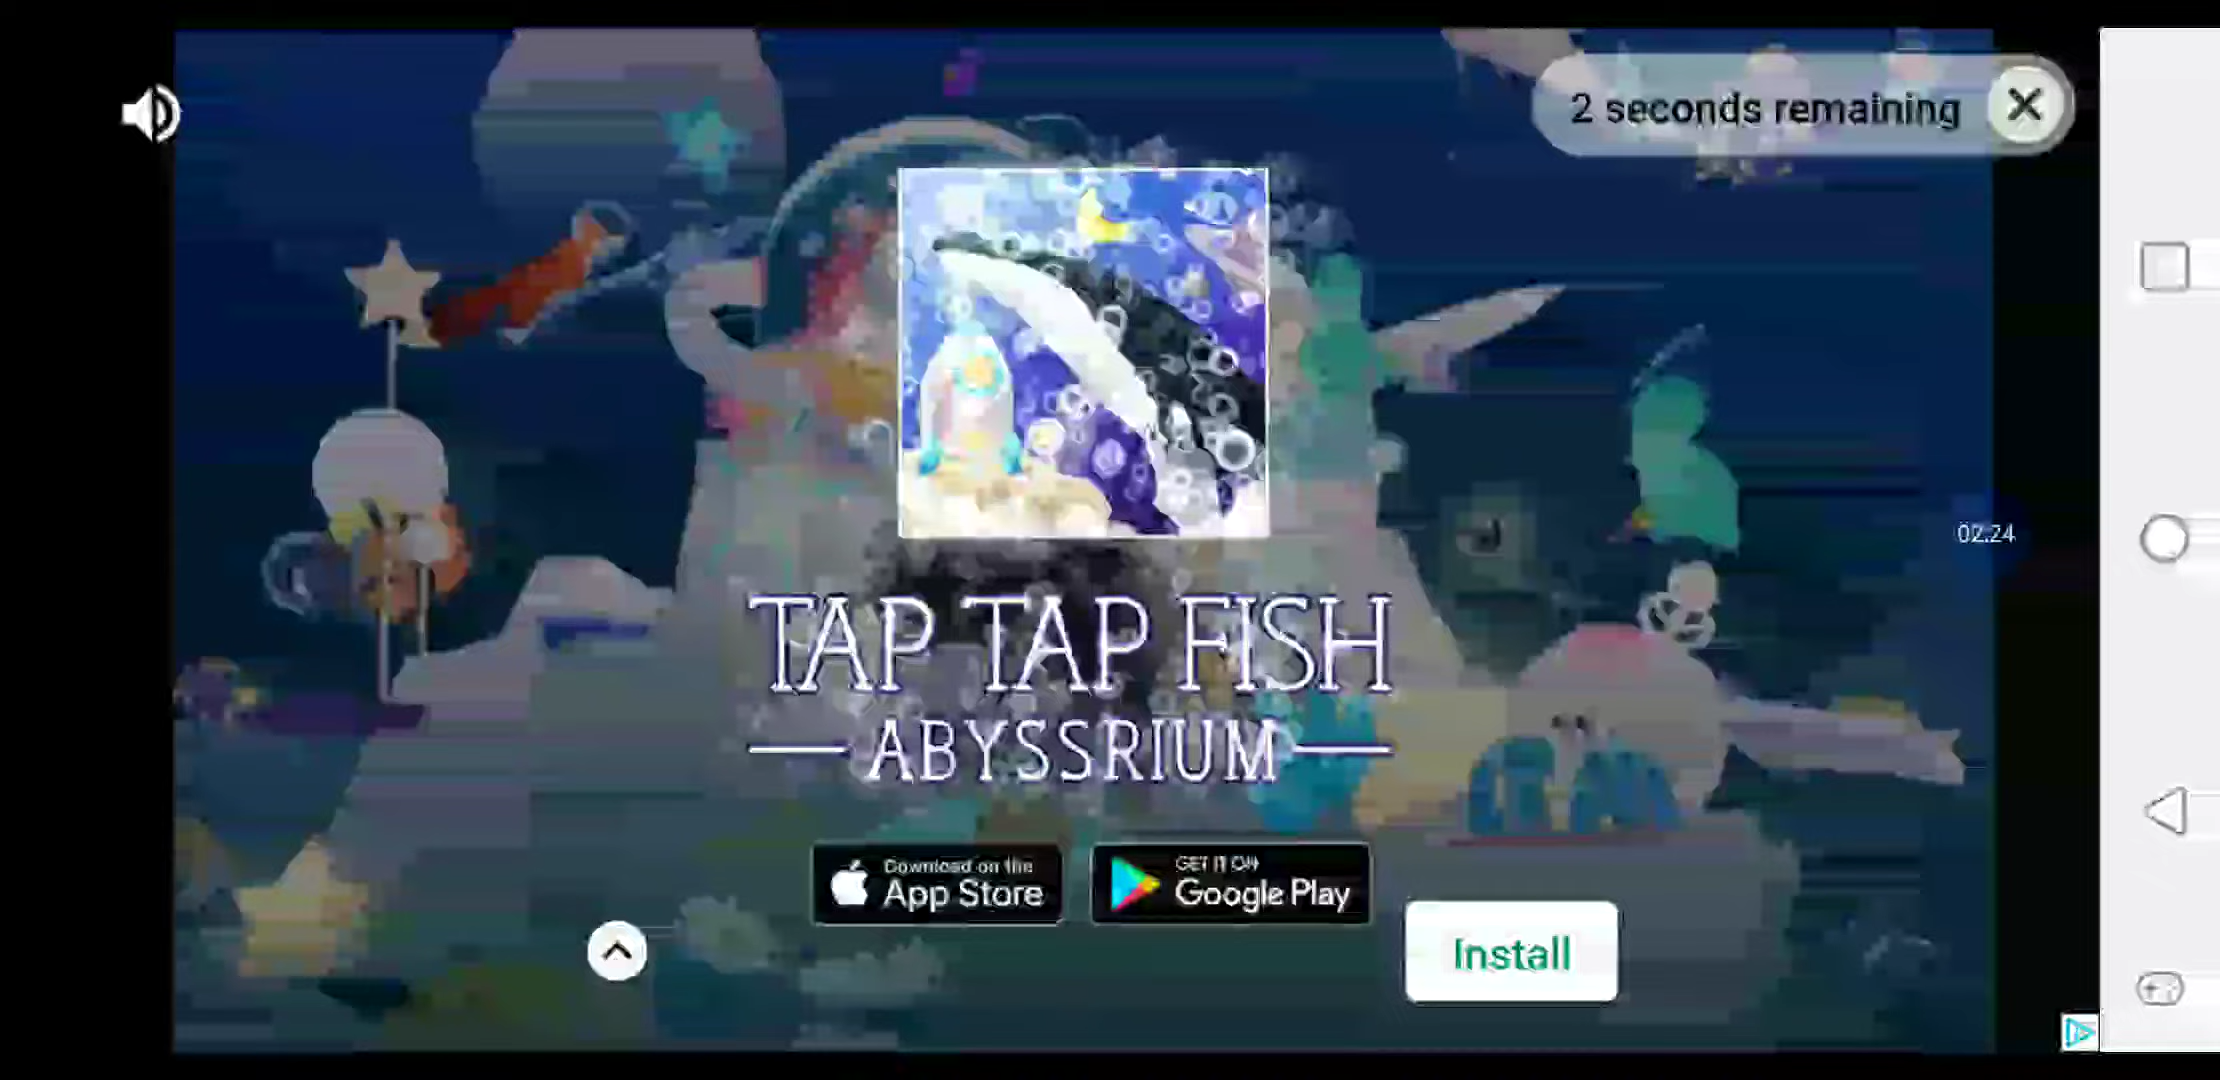 2 seconds remaining
02:24
TAP TAP FISH
ABYSSRIUM
Download on the
App Store
GET IT ON
Google Play
Install